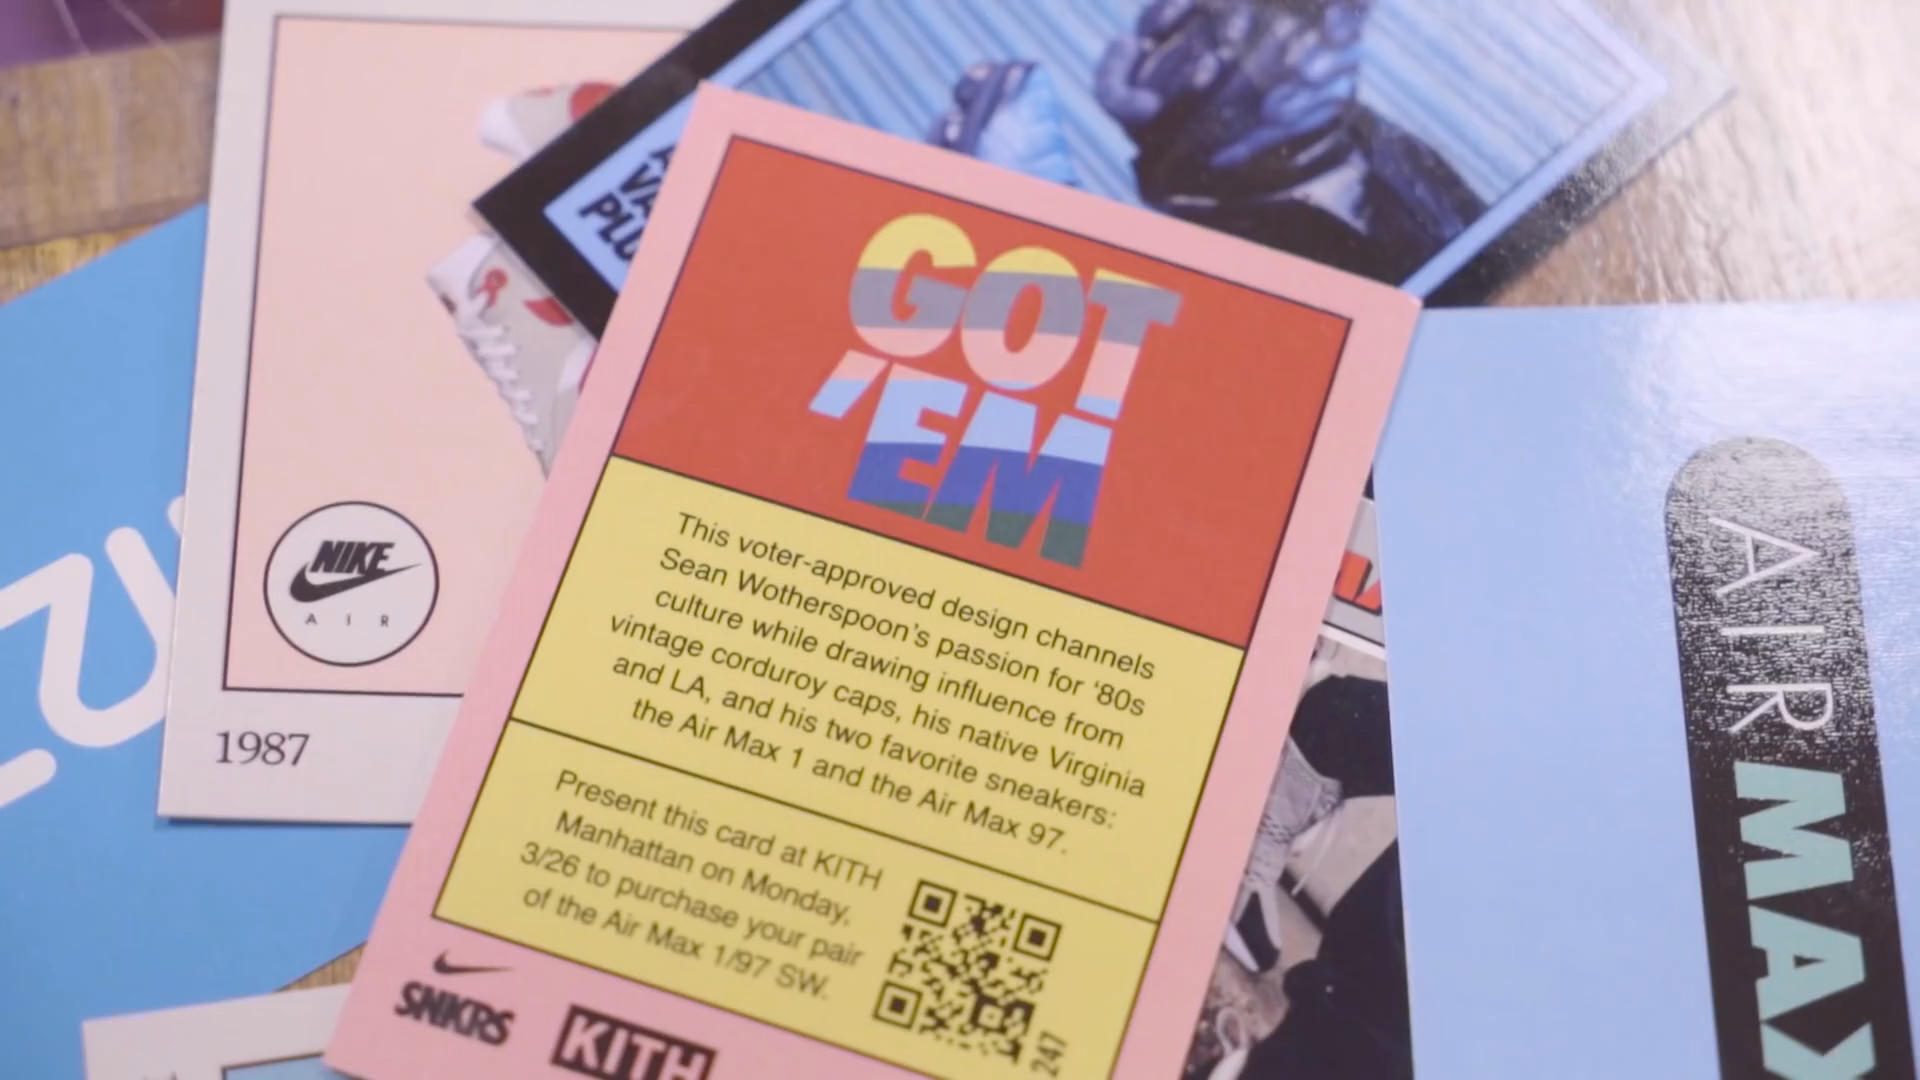 GOT
'EM
This voter-approved design channels
Sean Wotherspoon's passion for '80s
culture while drawing influence from
vintage corduroy caps, his native Virginia
and LA, and his two favorite sneakers:
the Air Max 1 and the Air Max 97.
Present this card at KITH
Manhattan on Monday,
3/26 to purchase your pair
of the Air Max 1/97 SW.
247
SNKRS
KITH
NIKE
AIR
1987
AIR MAX